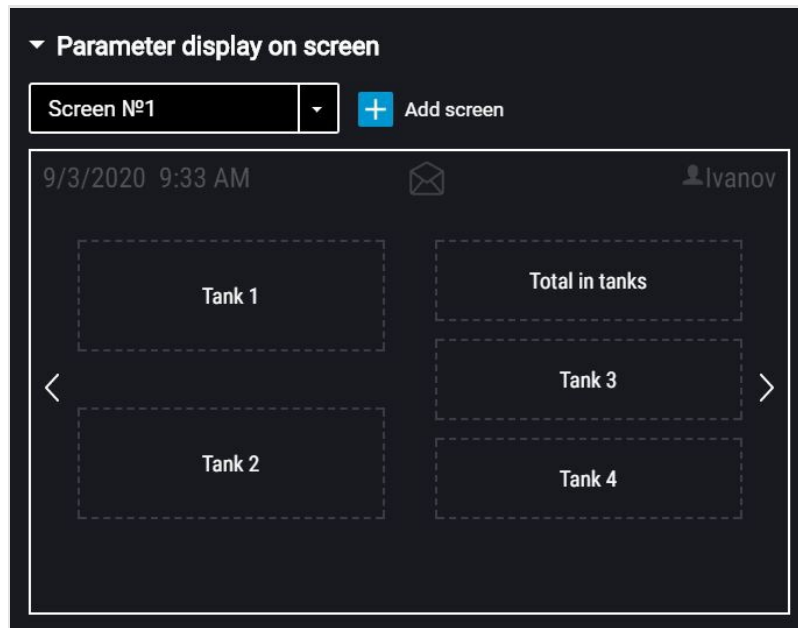 Parameter display on screen
Screen №1
Add screen
9/3/2020 9:33 AM
Ivanov
Tank 1
Tank 2
Total in tanks
Tank 3
Tank 4